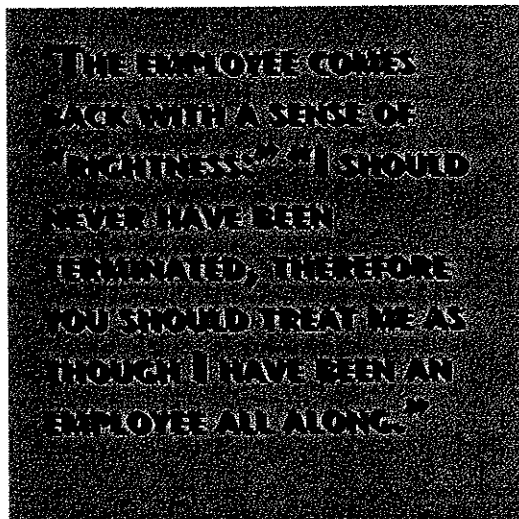 "THE EMPLOYEE COMES
BACK WITH A SENSE OF
"RIGHTNESS." "I SHOULD
NEVER HAVE BEEN
TERMINATED, THEREFORE
YOU SHOULD TREAT ME AS
THOUGH I HAVE BEEN AN
EMPLOYEE ALL ALONG."